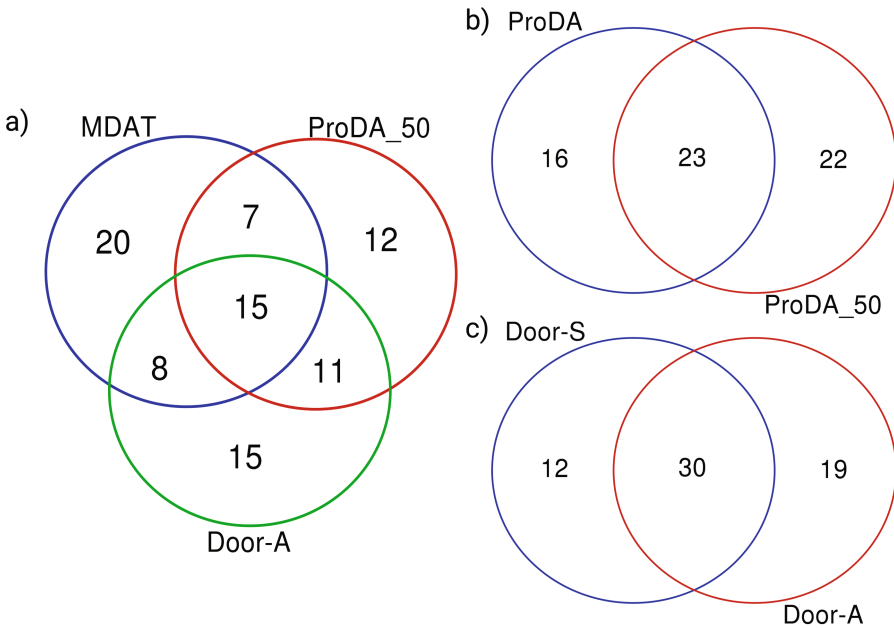 a)
MDAT
ProDA_50
20
7
12
15
8
11
15
Door-A
b)
ProDA
16
23
22
ProDA_50
c)
Door-S
12
30
19
Door-A